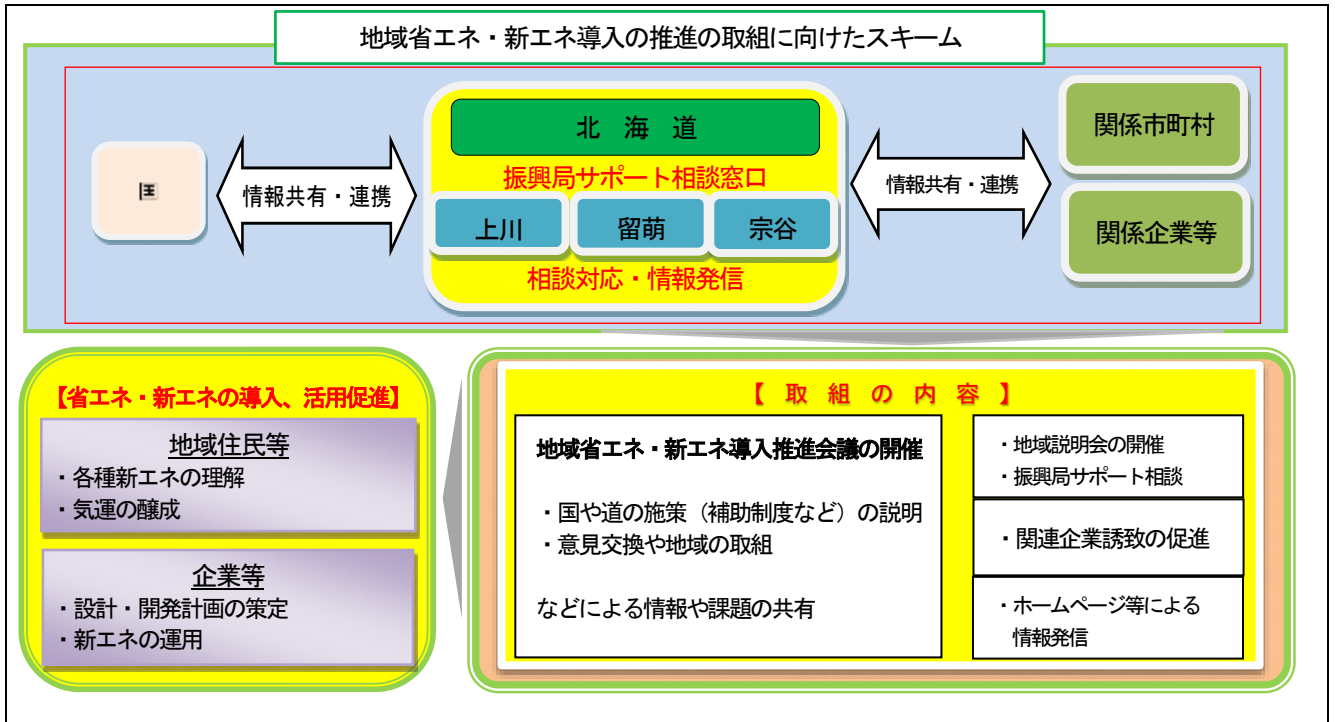 地域省エネ・新エネ導入の推進の取組に向けたスキーム
国
情報共有・連携
北 海 道
振興局サポート相談窓口
上川
留萌
宗谷
相談対応・情報発信
情報共有・連携
関係市町村
関係企業等
【省エネ・新エネの導入、活用促進】
地域住民等
・各種新エネの理解
・気運の醸成
企業等
・設計・開発計画の策定
・新エネの運用
【 取 組 の 内 容 】
地域省エネ・新エネ導入推進会議の開催
・国や道の施策（補助制度など）の説明
・意見交換や地域の取組
などによる情報や課題の共有
・地域説明会の開催
・振興局サポート相談
・関連企業誘致の促進
・ホームページ等による
情報発信